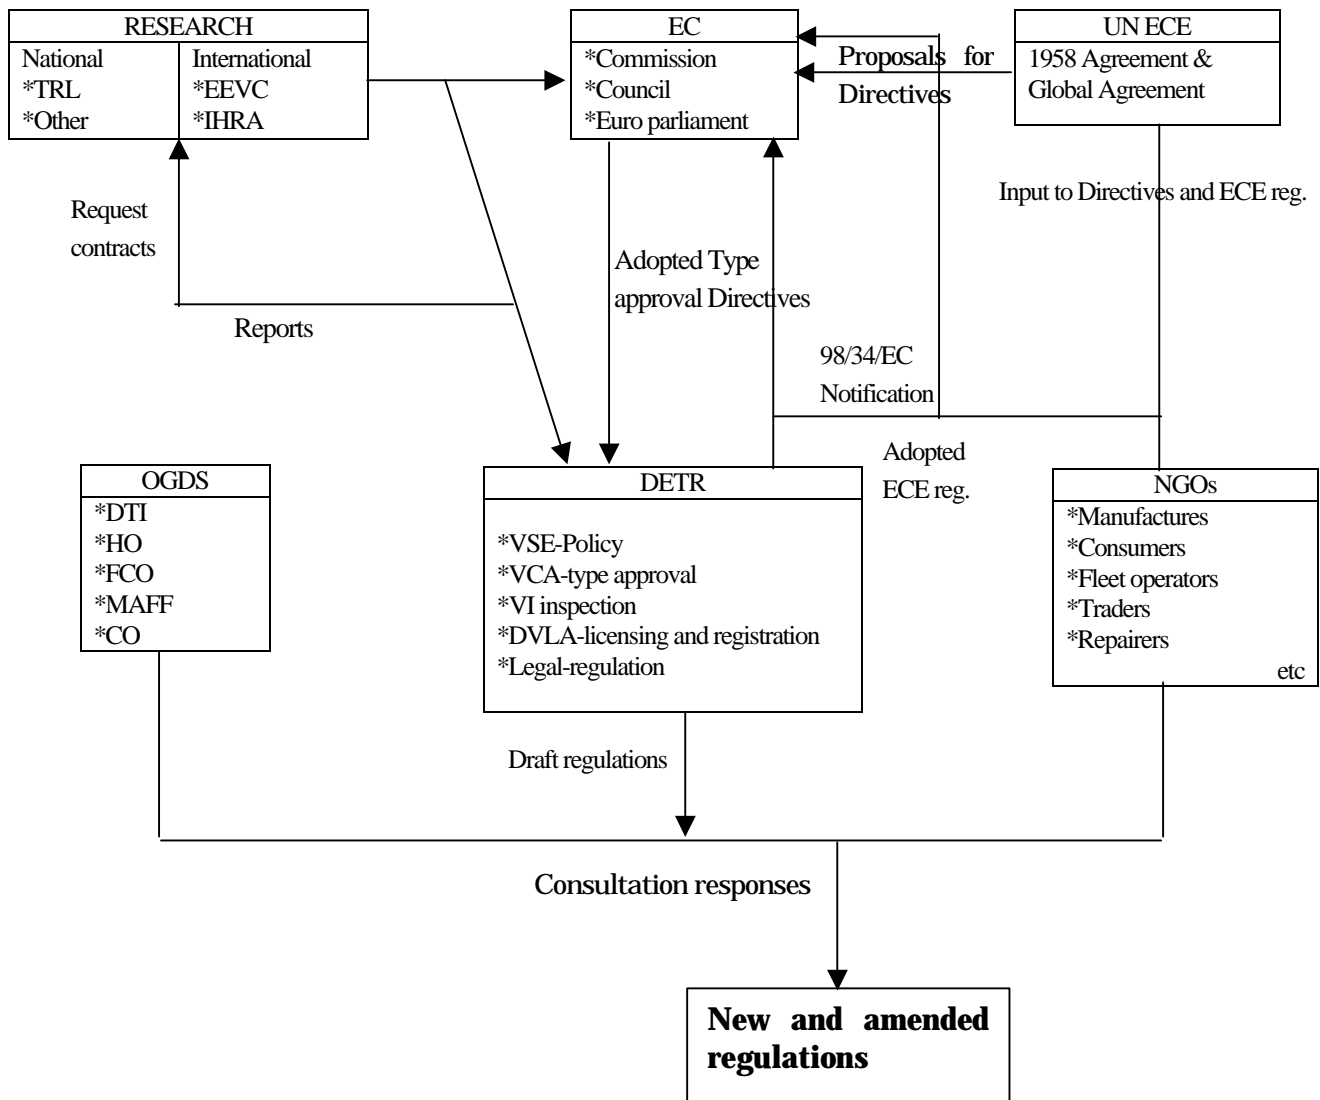 RESEARCH
National
*TRL
*Other
International
*EEVC
*IHRA
EC
*Commission
*Council
*Euro parliament
Proposals for
Directives
UN ECE
1958 Agreement &
Global Agreement
Request
contracts
Reports
Adopted Type
approval Directives
Input to Directives and ECE reg.
98/34/EC
Notification
Adopted
ECE reg.
OGDS
*DTI
*HO
*FCO
*MAFF
*CO
DETR
*VSE-Policy
*VCA-type approval
*VI inspection
*DVLA-licensing and registration
*Legal-regulation
NGOs
*Manufactures
*Consumers
*Fleet operators
*Traders
*Repairers
etc
Draft regulations
Consultation responses
New and amended
regulations